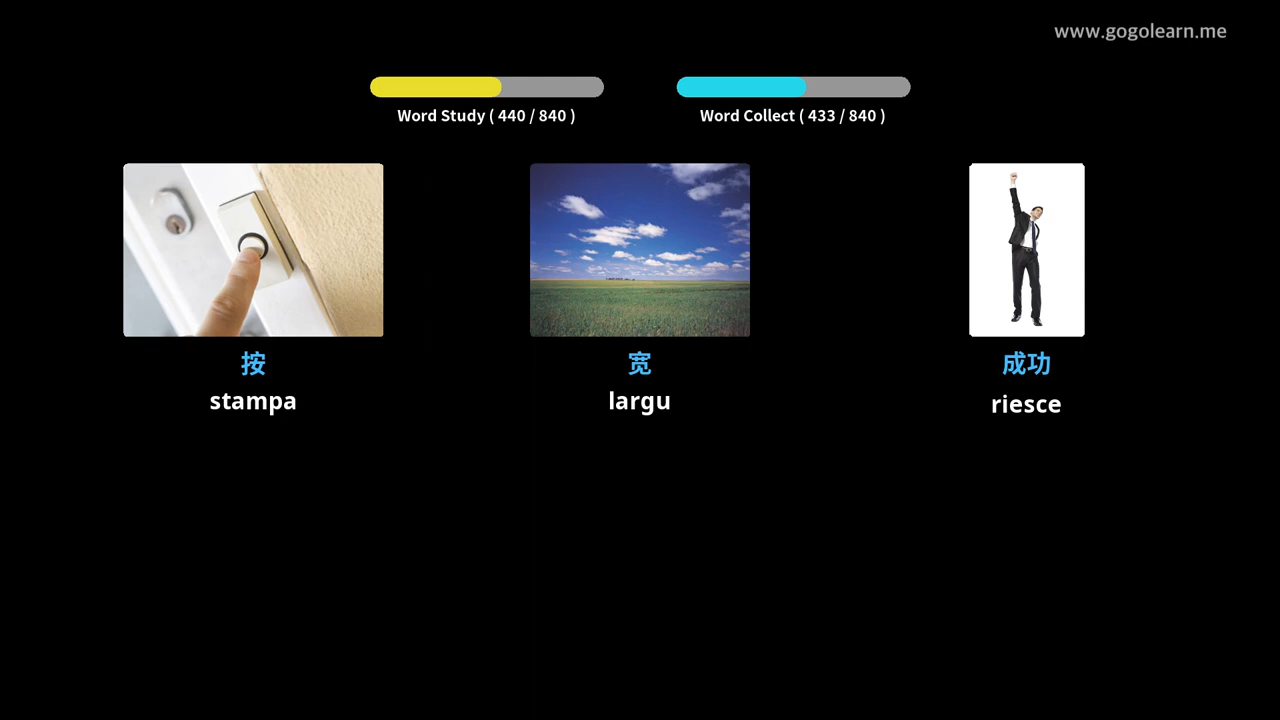 www.gogolearn.me
Word Study ( 440 / 840 )
Word Collect ( 433 / 840 )
按
stampa
宽
largu
成功
riesce